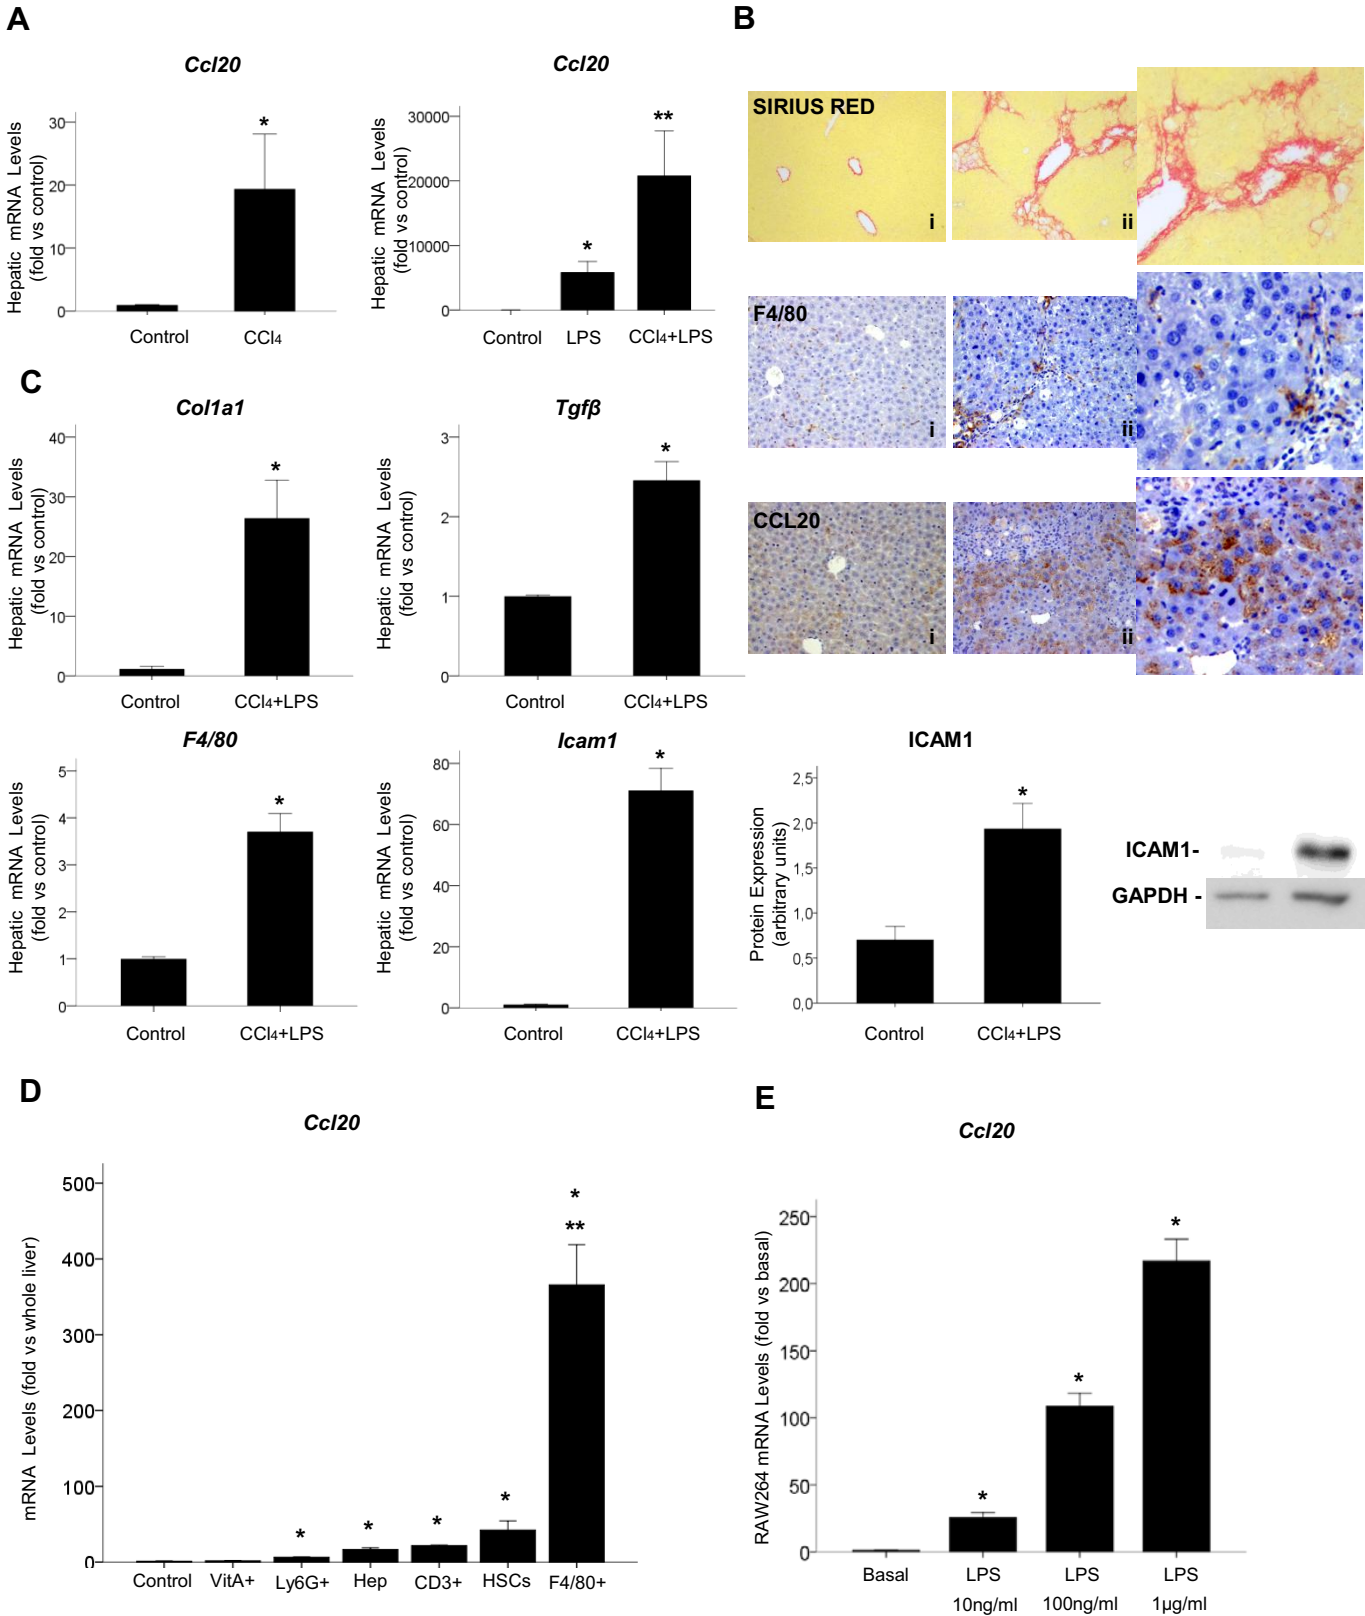 A
B
Ccl20
Ccl20
Hepatic mRNA Levels
(fold vs control)
30
20
10
0
*
Control
CCl₄
Hepatic mRNA Levels
(fold vs control)
30000
20000
10000
0
*
**
Control
LPS
CCl₄+LPS
SIRIUS RED
i
ii
F4/80
i
ii
CCL20
i
ii
C
Col1a1
Hepatic mRNA Levels
(fold vs control)
40
30
20
10
0
*
Control
CCl₄+LPS
Tgfβ
Hepatic mRNA Levels
(fold vs control)
3
2
1
0
*
Control
CCl₄+LPS
F4/80
Hepatic mRNA Levels
(fold vs control)
5
4
3
2
1
0
*
Control
CCl₄+LPS
Icam1
Hepatic mRNA Levels
(fold vs control)
80
60
40
20
0
*
Control
CCl₄+LPS
ICAM1
Protein Expression
(arbitrary units)
2,5
2,0
1,5
1,0
0,5
0,0
*
Control
CCl₄+LPS
ICAM1-
GAPDH -
D
Ccl20
mRNA Levels (fold vs whole liver)
500
400
300
200
100
0
*
*
*
*
*
**
Control
VitA+
Ly6G+
Hep
CD3+
HSCs
F4/80+
E
Ccl20
RAW264 mRNA Levels (fold vs basal)
250
200
150
100
50
0
*
*
*
Basal
LPS
10ng/ml
LPS
100ng/ml
LPS
1µg/ml